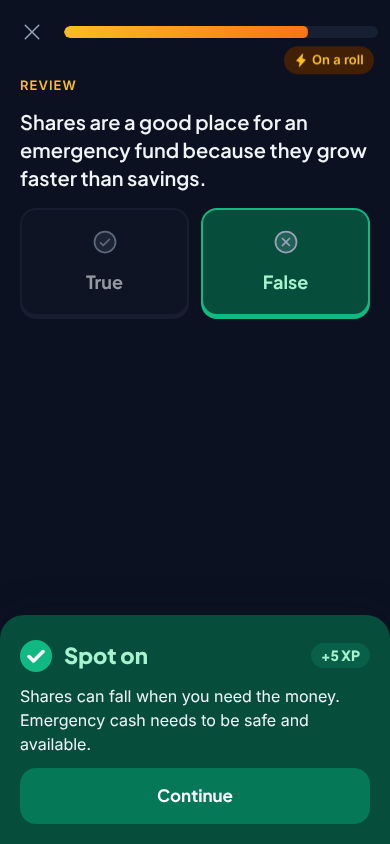 On a roll
REVIEW
Shares are a good place for an
emergency fund because they grow
faster than savings.
True
False
Spot on
+5 XP
Shares can fall when you need the money.
Emergency cash needs to be safe and
available.
Continue